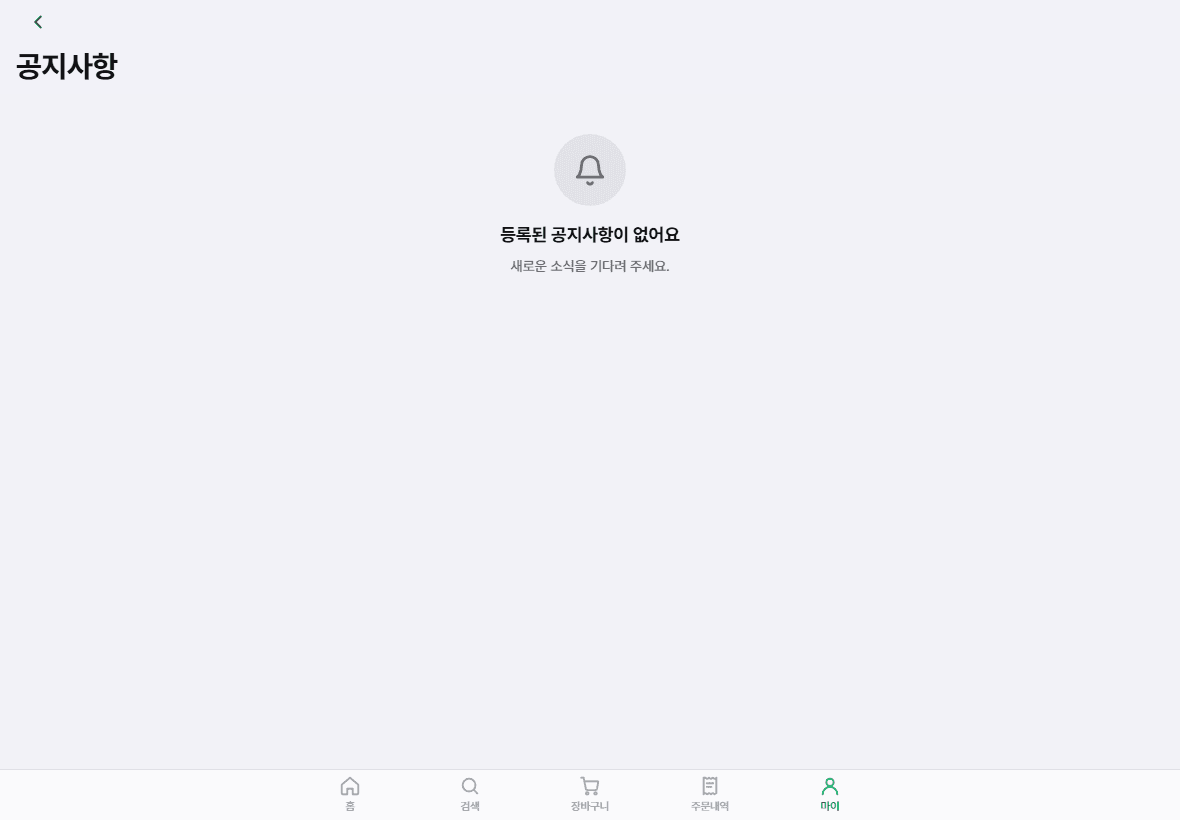 공지사항
등록된 공지사항이 없어요
새로운 소식을 기다려 주세요.
홈
검색
장바구니
주문내역
마이